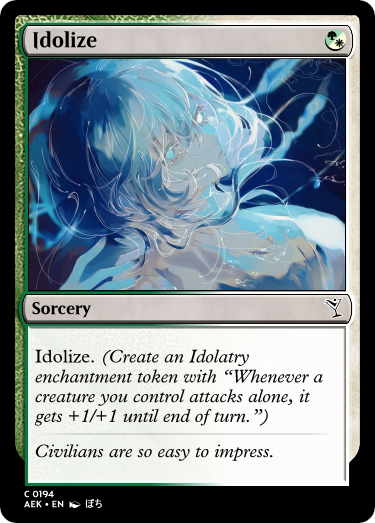 Idolize
Sorcery
Idolize. (Create an Idolatry
enchantment token with “Whenever a
creature you control attacks alone, it
gets +1/+1 until end of turn.”)
Civilians are so easy to impress.
C 0194
AEK • EN ぽち